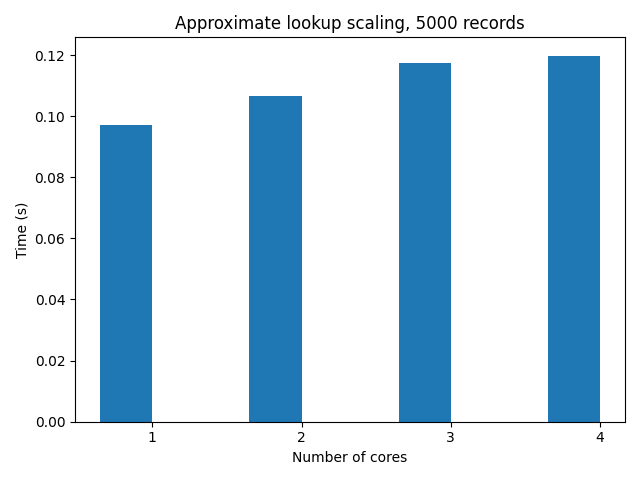 Approximate lookup scaling, 5000 records
0.12
0.10
0.08
0.06
0.04
0.02
0.00
Time (s)
1 2 3 4
Number of cores